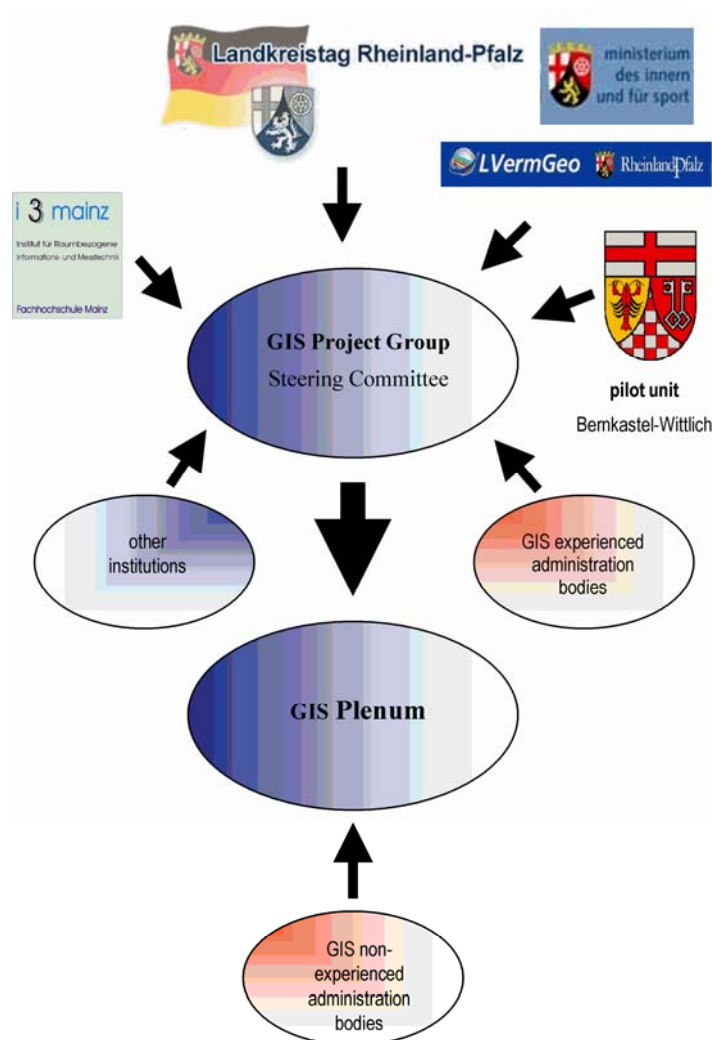 Landkreistag Rheinland-Pfalz
ministerium
des innern
und für sport
LVermGeo RheinlandPfalz
i 3 mainz
Institut für Raumbezogene
Informations- und Messtechnik
Fachhochschule Mainz
GIS Project Group
Steering Committee
pilot unit
Bernkastel-Wittlich
other
institutions
GIS experienced
administration
bodies
GIS Plenum
GIS non-
experienced
administration
bodies